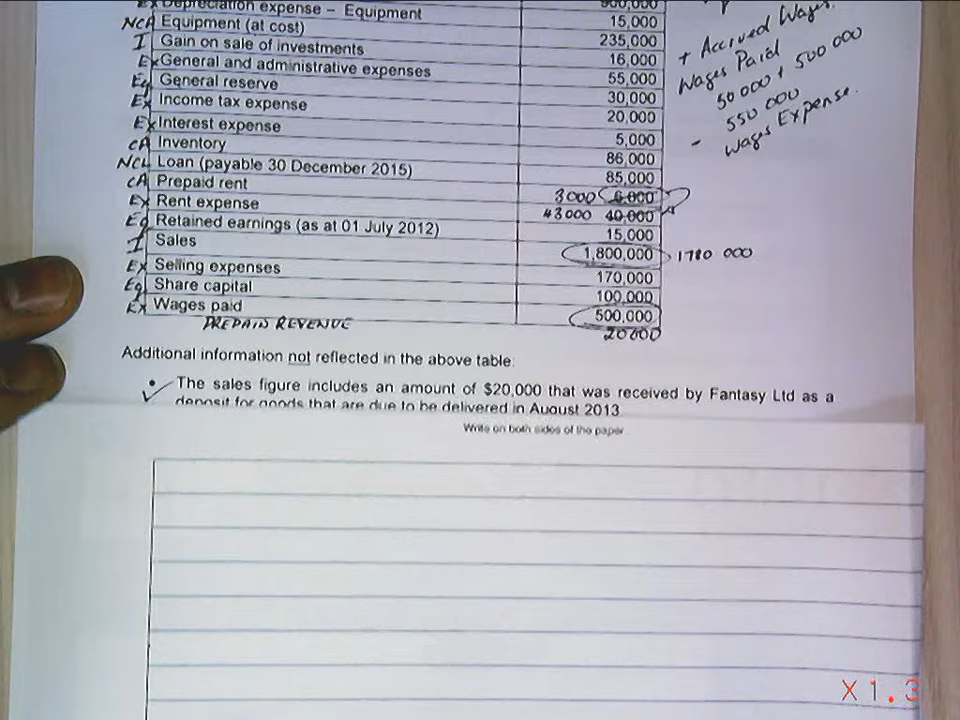 Ex Depreciation expense – Equipment 15,000
NCA Equipment (at cost) 235,000
I Gain on sale of investments 16,000
Ex General and administrative expenses 55,000
Eq General reserve 30,000
Ex Income tax expense 20,000
Ex Interest expense 5,000
CA Inventory 86,000
NCL Loan (payable 30 December 2015) 85,000
CA Prepaid rent 3000 6,000
Ex Rent expense 43000 40,000
Eq Retained earnings (as at 01 July 2012) 15,000
I Sales 1,800,000 1780 000
Ex Selling expenses 170,000
Eq Share capital 100,000
Ex Wages paid 500,000
PREPAID REVENUE 20000
+ Accrued Wages
Wages Paid
50 000 + 500 000
550 000
- Wages Expense.
Additional information not reflected in the above table:
• The sales figure includes an amount of $20,000 that was received by Fantasy Ltd as a
deposit for goods that are due to be delivered in August 2013
Write on both sides of the paper
X1.3